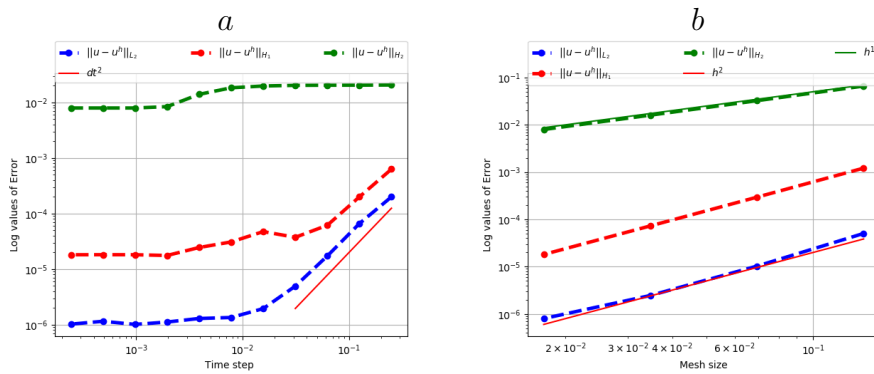 a
||u − u^h||_{L_2} ||u − u^h||_{H_1} ||u − u^h||_{H_2}
dt^2
10^{-2}
10^{-3}
10^{-4}
10^{-5}
10^{-6}
Log values of Error
10^{-3} 10^{-2} 10^{-1}
Time step
b
||u − u^h||_{L_2} ||u − u^h||_{H_2} h^1
||u − u^h||_{H_1} h^2
10^{-1}
10^{-2}
10^{-3}
10^{-4}
10^{-5}
10^{-6}
Log values of Error
2 × 10^{-2} 3 × 10^{-2} 4 × 10^{-2} 6 × 10^{-2} 10^{-1}
Mesh size